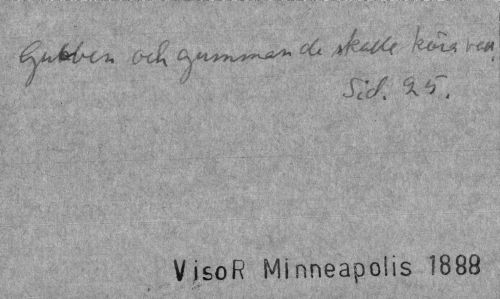 Gubben och gumman de skulle köra ved.
Sid. 25.
VisoR Minneapolis 1888